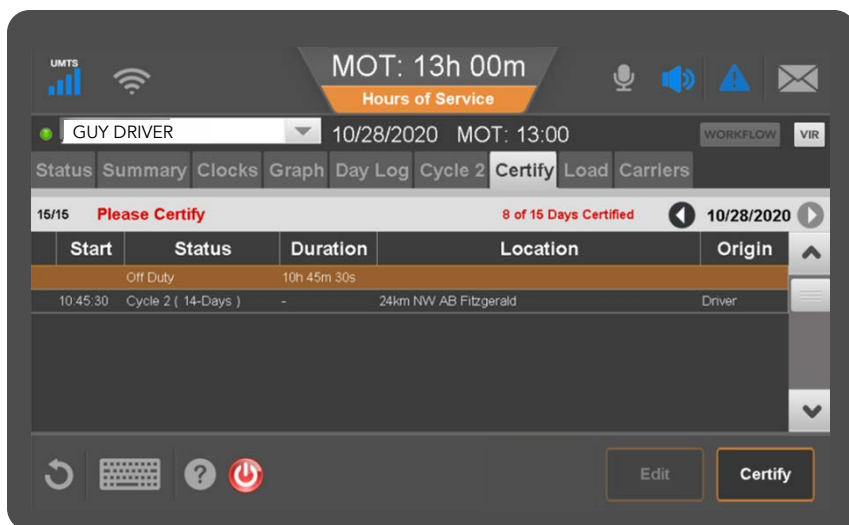 UMTS
MOT: 13h 00m
Hours of Service
GUY DRIVER
10/28/2020 MOT: 13:00
WORKFLOW
VIR
Status Summary Clocks Graph Day Log Cycle 2 Certify Load Carriers
15/15 Please Certify 8 of 15 Days Certified 10/28/2020
Start Status Duration Location Origin
Off Duty 10h 45m 30s
10:45:30 Cycle 2 ( 14-Days ) - 24km NW AB Fitzgerald Driver
?
Edit
Certify